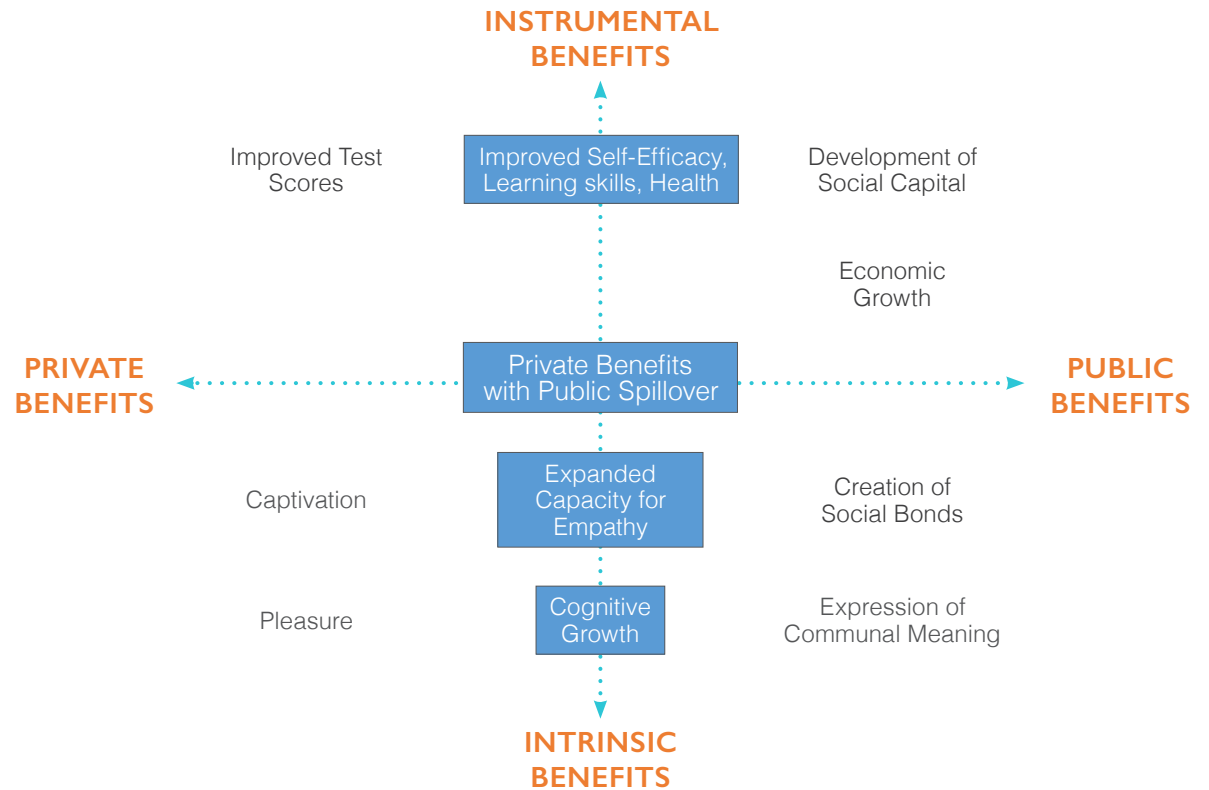 INSTRUMENTAL
BENEFITS
Improved Test
Scores
Improved Self-Efficacy,
Learning skills, Health
Development of
Social Capital
Economic
Growth
PRIVATE
BENEFITS
Private Benefits
with Public Spillover
PUBLIC
BENEFITS
Captivation
Expanded
Capacity for
Empathy
Creation of
Social Bonds
Pleasure
Cognitive
Growth
Expression of
Communal Meaning
INTRINSIC
BENEFITS